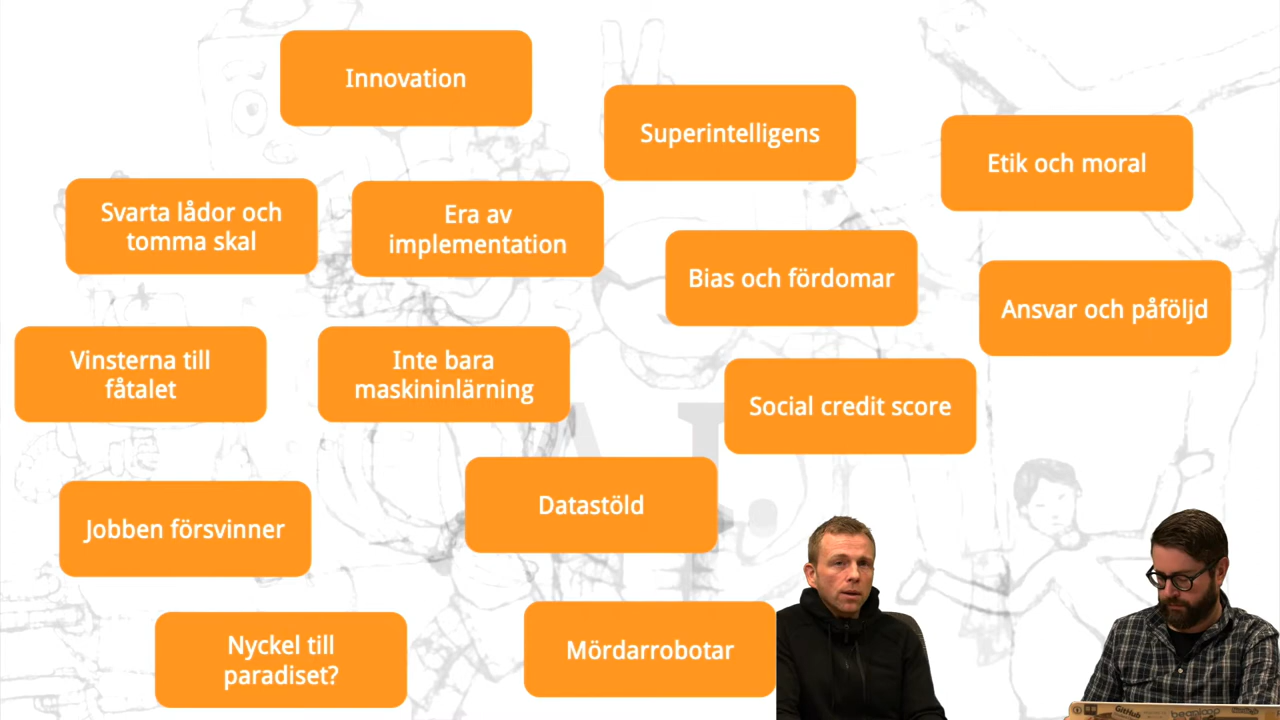 Innovation
Superintelligens
Etik och moral
Svarta lådor och
tomma skal
Era av
implementation
Bias och fördomar
Ansvar och påföljd
Vinsterna till
fåtalet
Inte bara
maskininlärning
Social credit score
Jobben försvinner
Datastöld
Nyckel till
paradiset?
Mördarrobotar
A.I.
GitHub